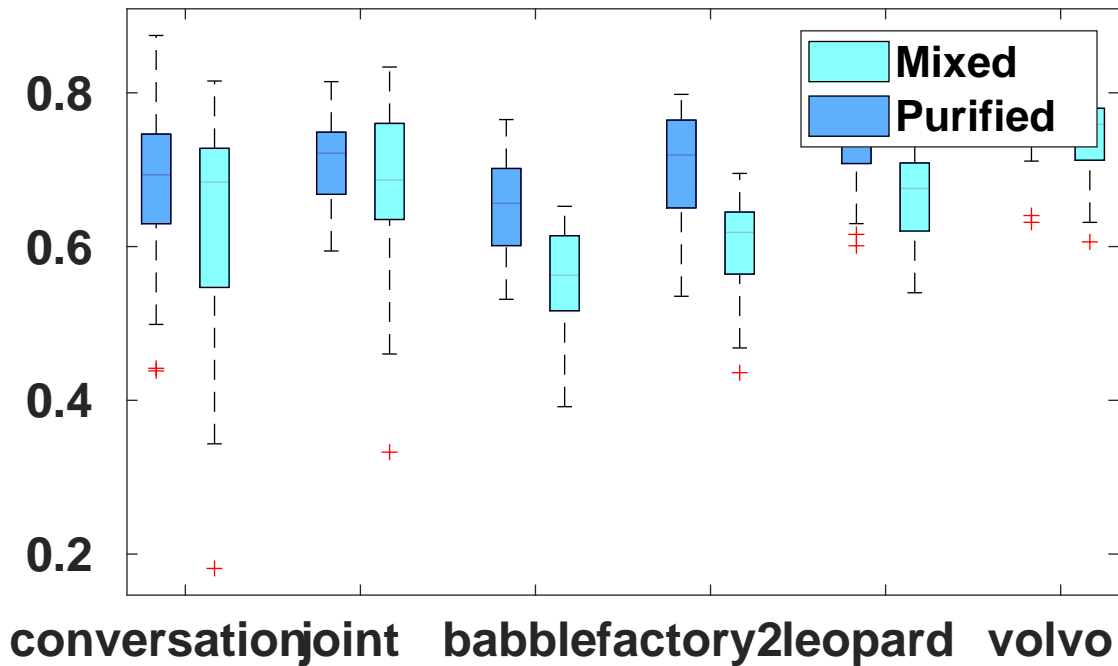 Mixed
Purified
0.8
0.6
0.4
0.2
conversation joint babble factory2 leopard volvo